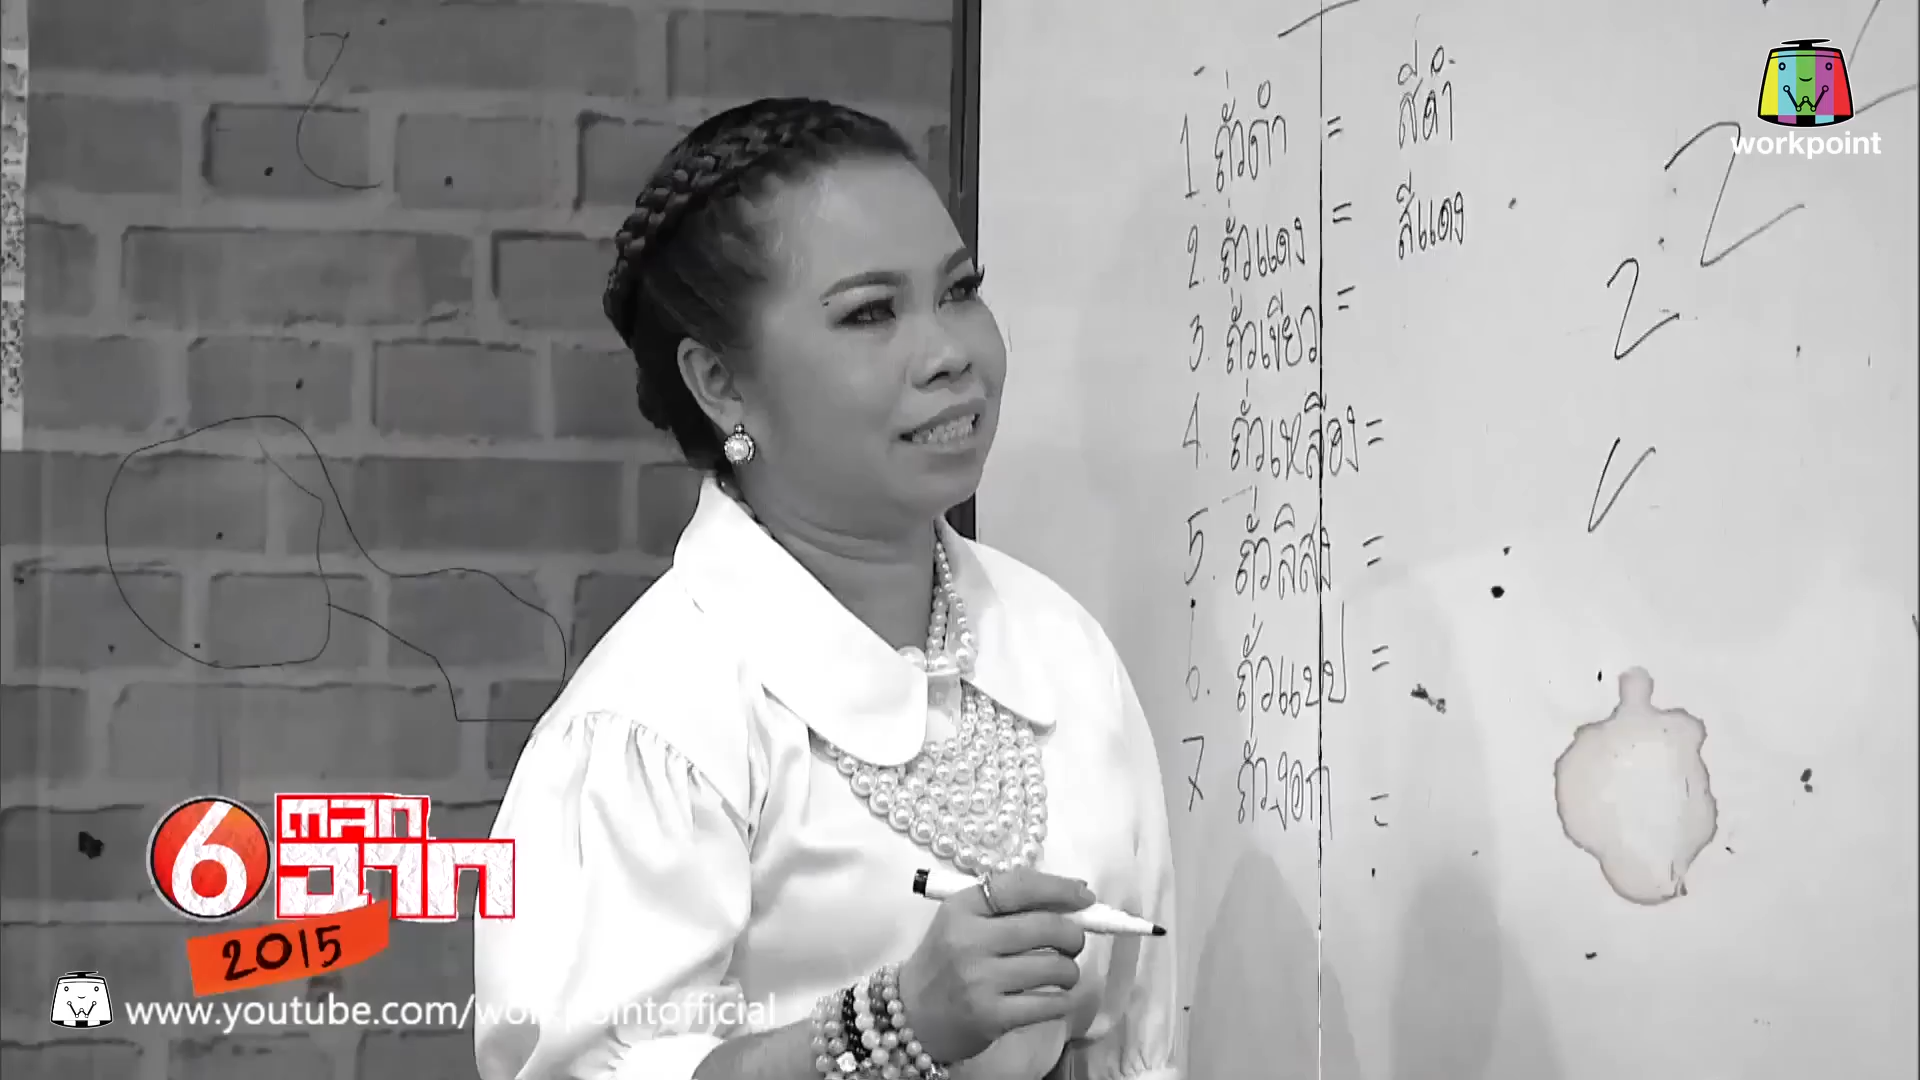 workpoint
1 ถั่วดำ = สีดำ
2. ถั่วแดง = สีแดง
3. ถั่วเขียว =
4. ถั่วเหลือง =
5. ถั่วลิสง =
6. ถั่วแปบ =
7 ถั่วงอก =
6 ตลก
ฉาก
2015
www.youtube.com/workpointofficial